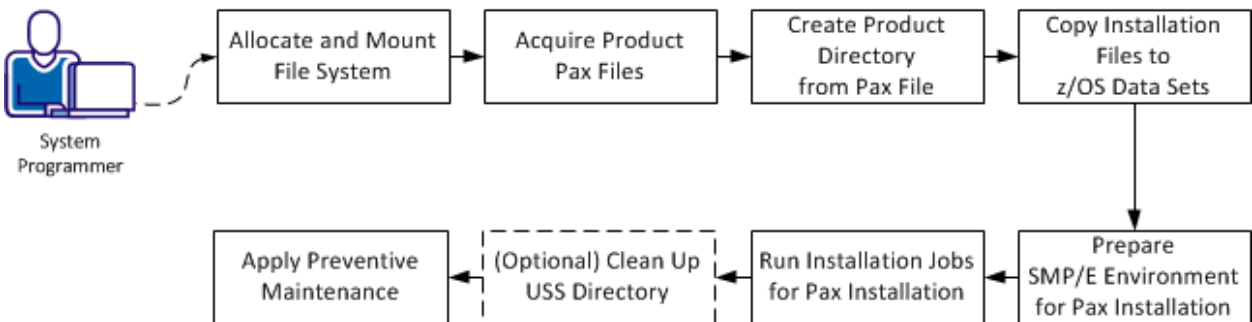 System
Programmer
Allocate and Mount
File System
Acquire Product
Pax Files
Create Product
Directory
from Pax File
Copy Installation
Files to
z/OS Data Sets
Prepare
SMP/E Environment
for Pax Installation
Run Installation Jobs
for Pax Installation
(Optional) Clean Up
USS Directory
Apply Preventive
Maintenance